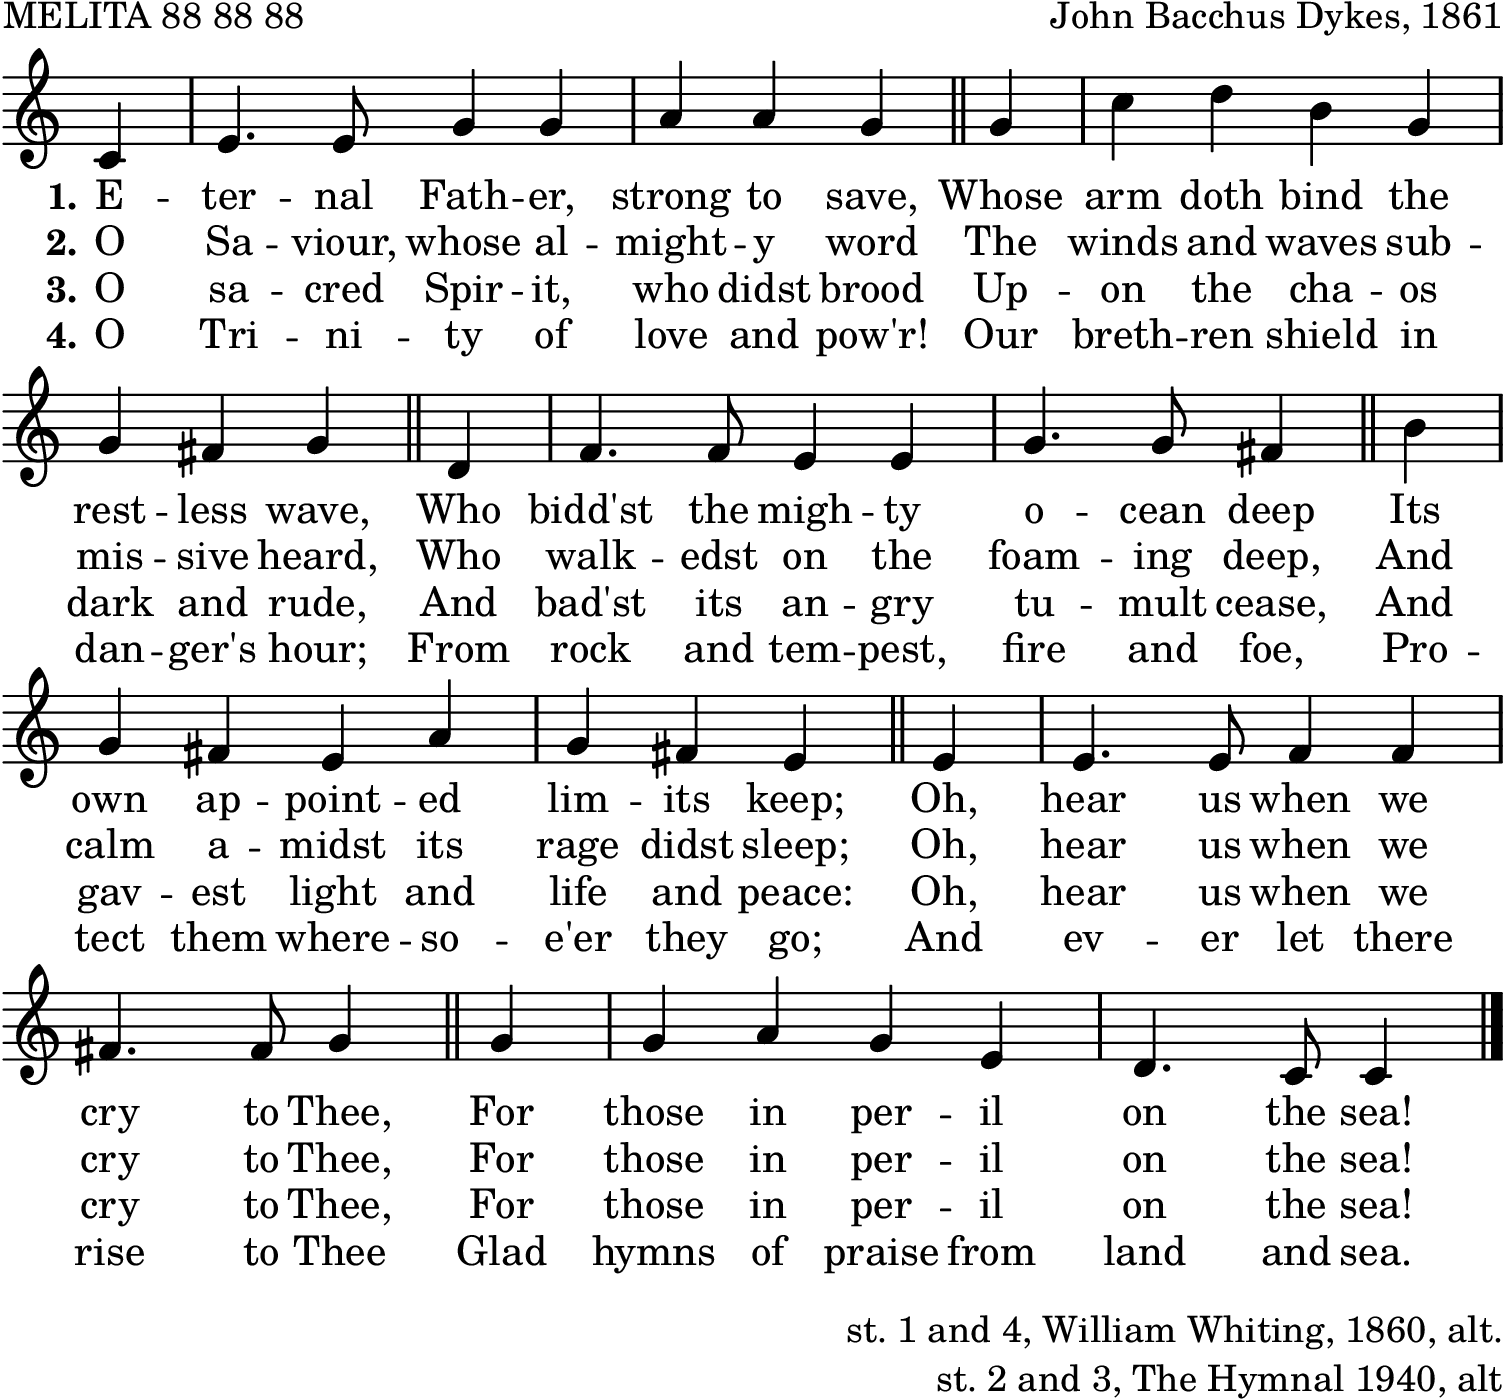 MELITA 88 88 88 John Bacchus Dykes, 1861
1. E - ter - nal Fath - er, strong to save, Whose arm doth bind the
2. O Sa - viour, whose al - might - y word The winds and waves sub -
3. O sa - cred Spir - it, who didst brood Up - on the cha - os
4. O Tri - ni - ty of love and pow'r! Our breth - ren shield in
rest - less wave, Who bidd'st the migh - ty o - cean deep Its
mis - sive heard, Who walk - edst on the foam - ing deep, And
dark and rude, And bad'st its an - gry tu - mult cease, And
dan - ger's hour; From rock and tem - pest, fire and foe, Pro -
own ap - point - ed lim - its keep; Oh, hear us when we
calm a - midst its rage didst sleep; Oh, hear us when we
gav - est light and life and peace: Oh, hear us when we
tect them where - so - e'er they go; And ev - er let there
cry to Thee, For those in per - il on the sea!
cry to Thee, For those in per - il on the sea!
cry to Thee, For those in per - il on the sea!
rise to Thee Glad hymns of praise from land and sea.
st. 1 and 4, William Whiting, 1860, alt.
st. 2 and 3, The Hymnal 1940, alt